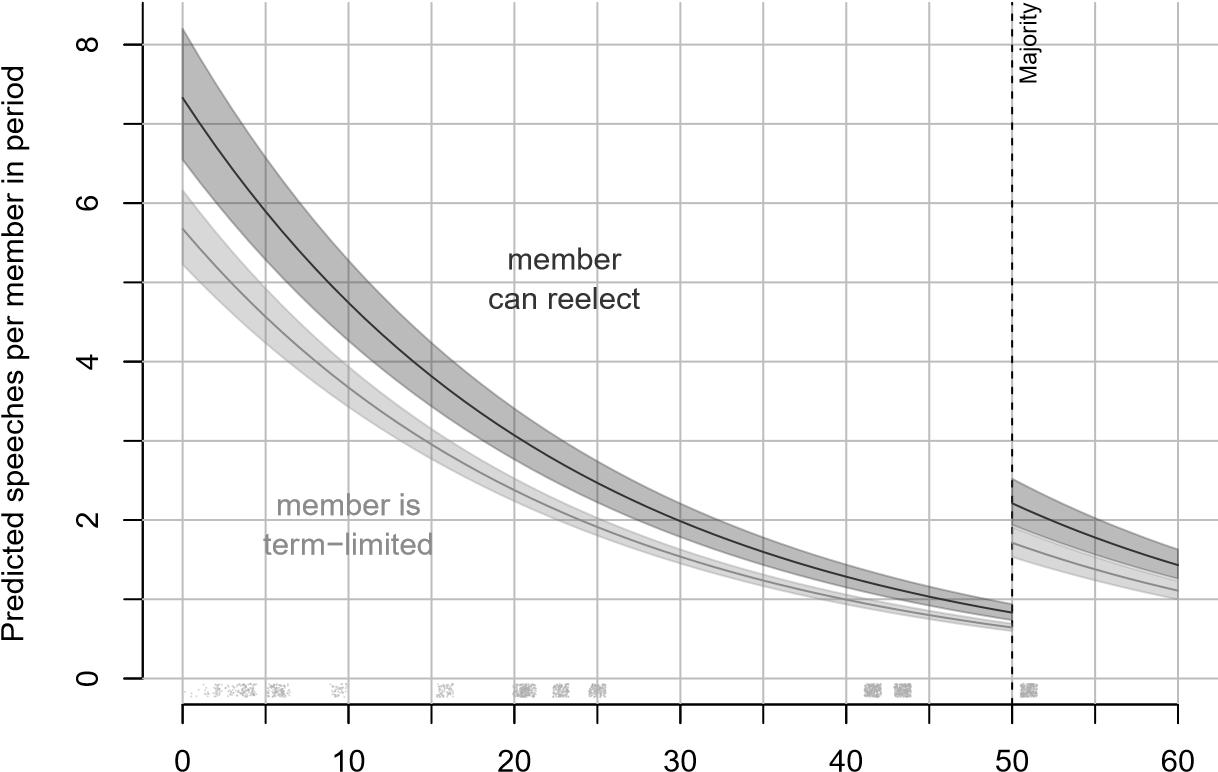 Predicted speeches per member in period
8
6
4
2
0
Majority
member
can reelect
member is
term−limited
0 10 20 30 40 50 60